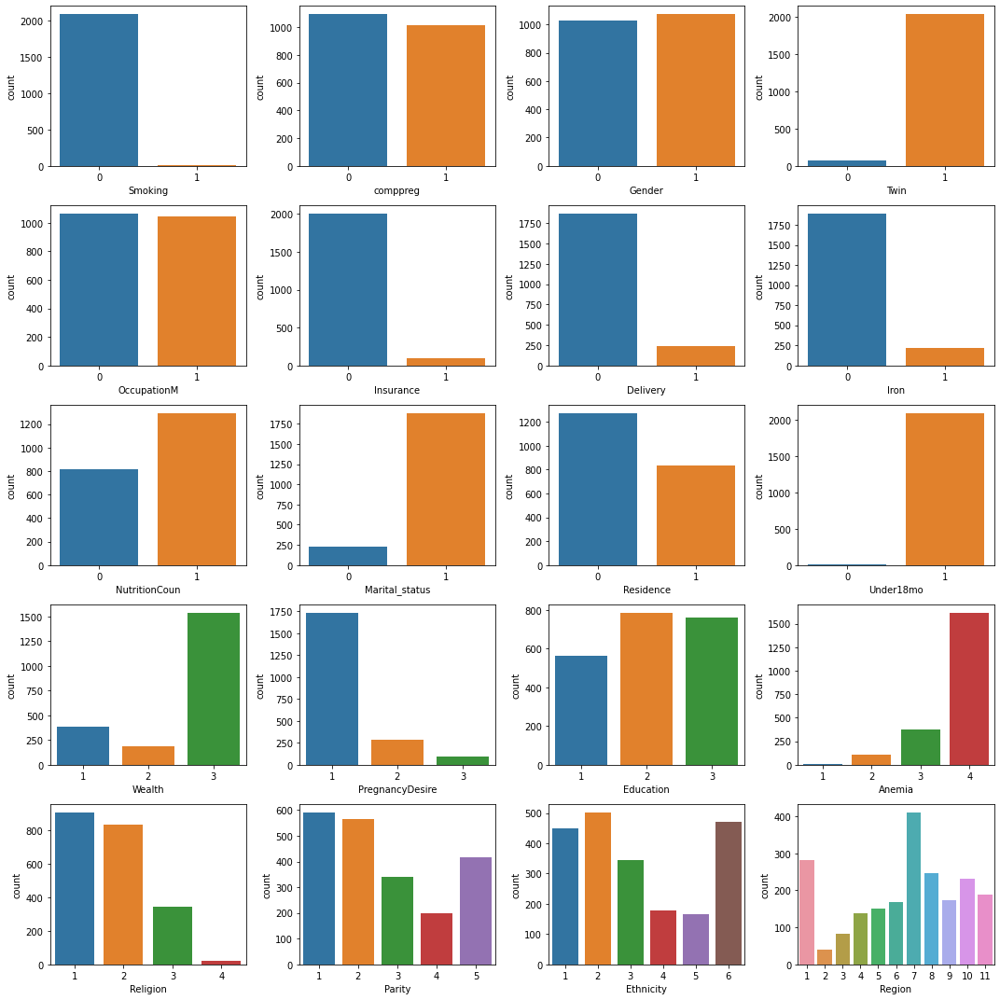 2000
1500
1000
500
0
count
0 1
Smoking
1000
800
600
400
200
0
count
0 1
comppreg
1000
800
600
400
200
0
count
0 1
Gender
2000
1500
1000
500
0
count
0 1
Twin
1000
800
600
400
200
0
count
0 1
OccupationM
2000
1500
1000
500
0
count
0 1
Insurance
1750
1500
1250
1000
750
500
250
0
count
0 1
Delivery
1750
1500
1250
1000
750
500
250
0
count
0 1
Iron
1200
1000
800
600
400
200
0
count
0 1
NutritionCoun
1750
1500
1250
1000
750
500
250
0
count
0 1
Marital_status
1200
1000
800
600
400
200
0
count
0 1
Residence
2000
1500
1000
500
0
count
0 1
Under18mo
1500
1250
1000
750
500
250
0
count
1 2 3
Wealth
1750
1500
1250
1000
750
500
250
0
count
1 2 3
PregnancyDesire
800
600
400
200
0
count
1 2 3
Education
1500
1250
1000
750
500
250
0
count
1 2 3 4
Anemia
800
600
400
200
0
count
1 2 3 4
Religion
600
500
400
300
200
100
0
count
1 2 3 4 5
Parity
500
400
300
200
100
0
count
1 2 3 4 5 6
Ethnicity
400
300
200
100
0
count
1 2 3 4 5 6 7 8 9 10 11
Region